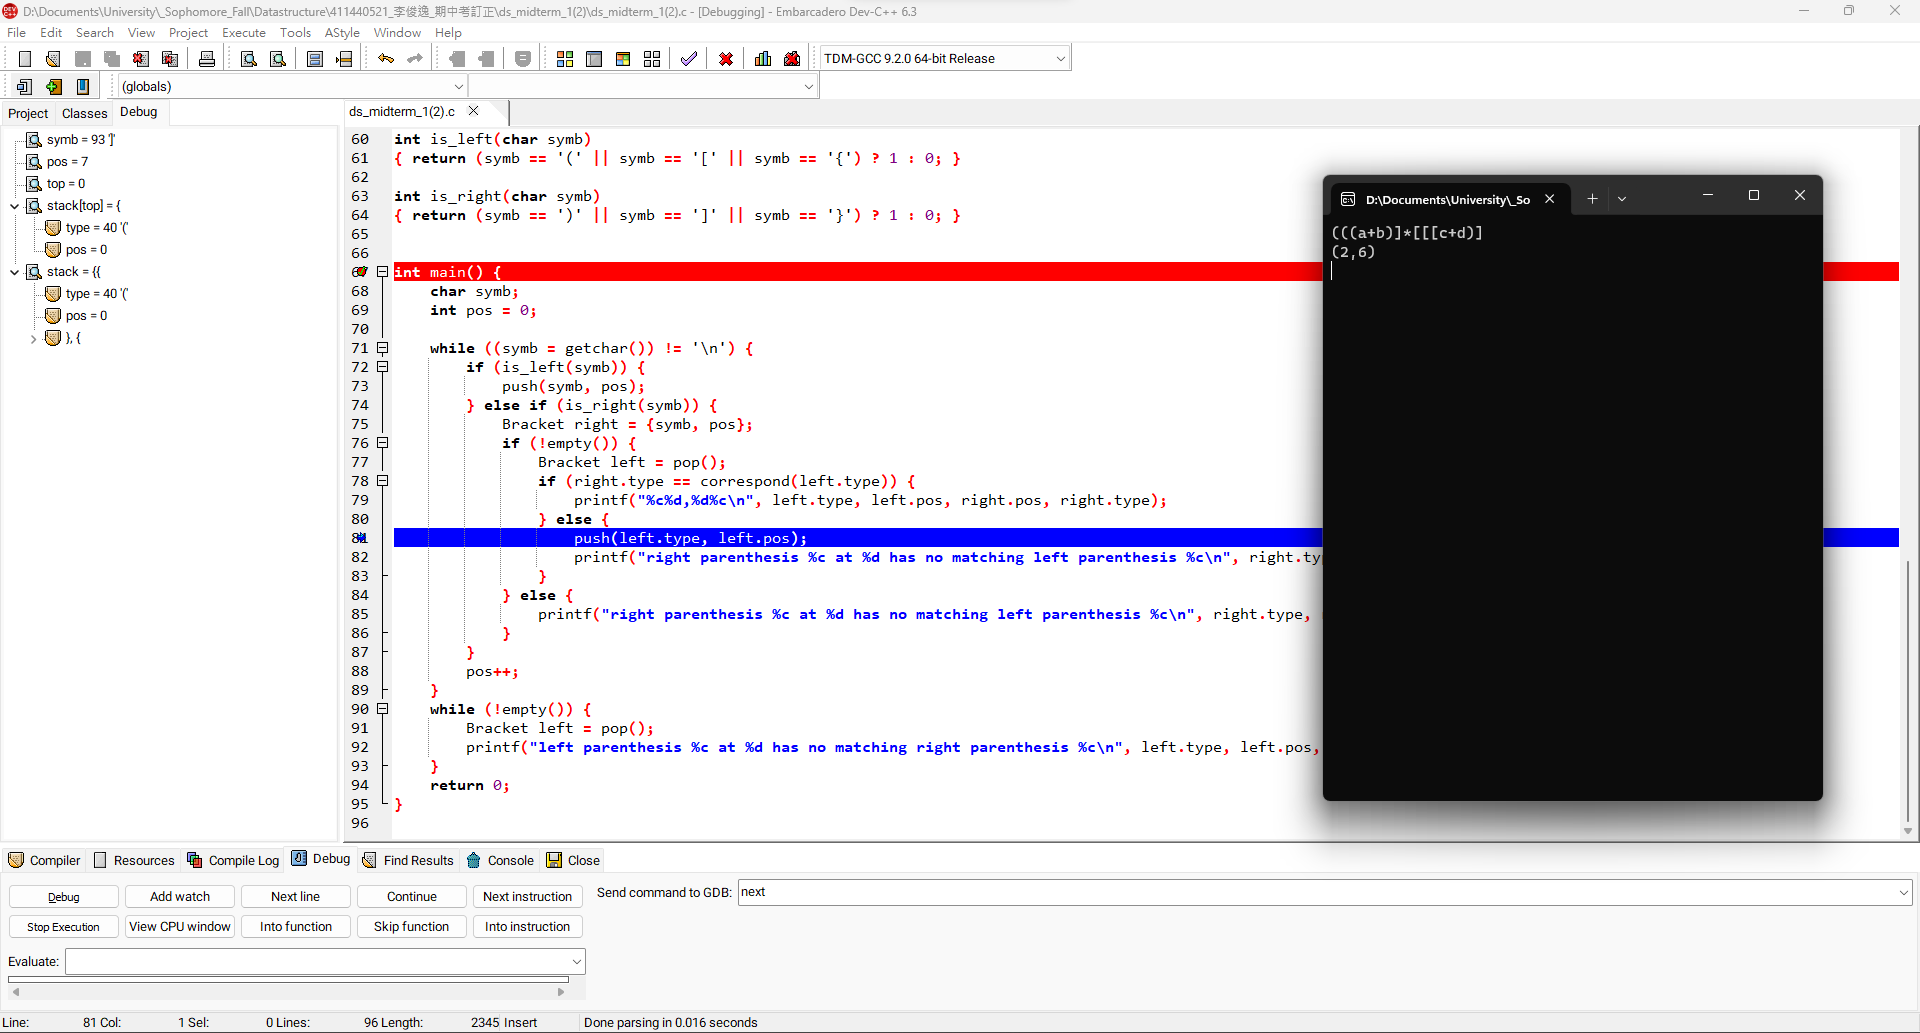 D:\Documents\University\_Sophomore_Fall\Datastructure\411440521_李俊逸_期中考訂正\ds_midterm_1(2)\ds_midterm_1(2).c - [Debugging] - Embarcadero Dev-C++ 6.3
File Edit Search View Project Execute Tools AStyle Window Help
TDM-GCC 9.2.0 64-bit Release
(globals)
Project Classes Debug
ds_midterm_1(2).c
symb = 93 ']'
pos = 7
top = 0
stack[top] = {
type = 40 '('
pos = 0
stack = {{
type = 40 '('
pos = 0
}, {
60 int is_left(char symb)
61 { return (symb == '(' || symb == '[' || symb == '{') ? 1 : 0; }
62
63 int is_right(char symb)
64 { return (symb == ')' || symb == ']' || symb == '}') ? 1 : 0; }
65
66
67 int main() {
68 char symb;
69 int pos = 0;
70
71 while ((symb = getchar()) != '\n') {
72 if (is_left(symb)) {
73 push(symb, pos);
74 } else if (is_right(symb)) {
75 Bracket right = {symb, pos};
76 if (!empty()) {
77 Bracket left = pop();
78 if (right.type == correspond(left.type)) {
79 printf("%c%d,%d%c\n", left.type, left.pos, right.pos, right.type);
80 } else {
81 push(left.type, left.pos);
82 printf("right parenthesis %c at %d has no matching left parenthesis %c\n", right.ty
83 }
84 } else {
85 printf("right parenthesis %c at %d has no matching left parenthesis %c\n", right.type,
86 }
87 }
88 pos++;
89 }
90 while (!empty()) {
91 Bracket left = pop();
92 printf("left parenthesis %c at %d has no matching right parenthesis %c\n", left.type, left.pos,
93 }
94 return 0;
95 }
96
D:\Documents\University\_So
(((a+b)]*[[[c+d)]
(2,6)
Compiler Resources Compile Log Debug Find Results Console Close
Debug Add watch Next line Continue Next instruction Send command to GDB: next
Stop Execution View CPU window Into function Skip function Into instruction
Evaluate:
Line: 81 Col: 1 Sel: 0 Lines: 96 Length: 2345 Insert Done parsing in 0.016 seconds